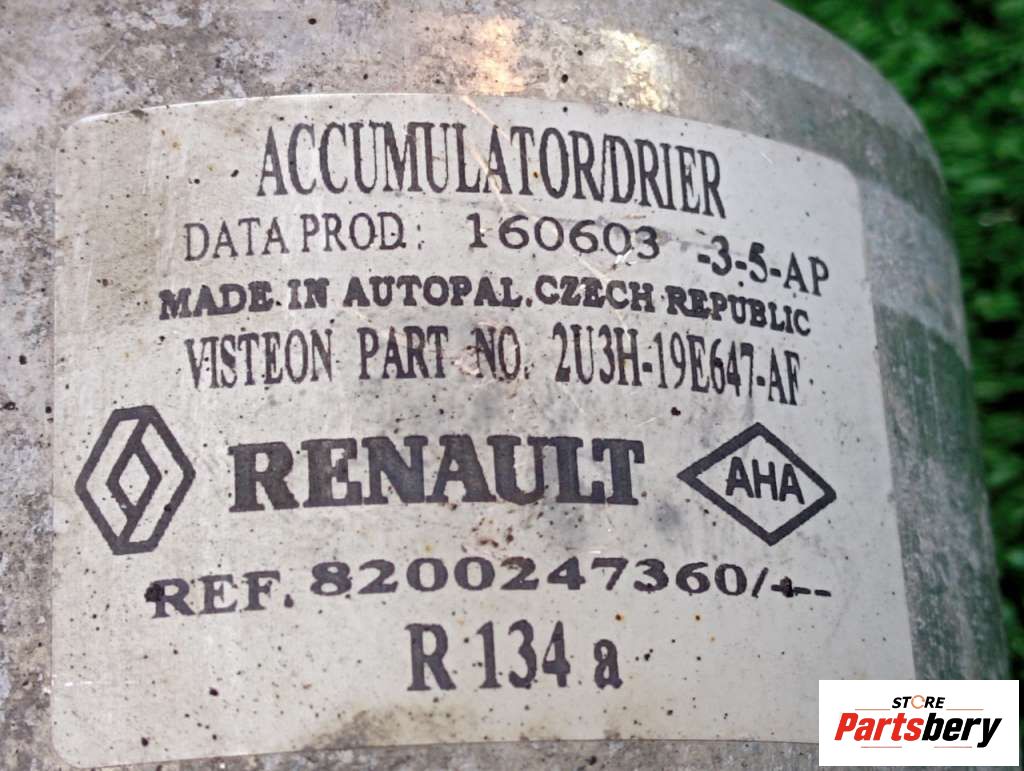 ACCUMULATOR/DRIER
DATA PROD.: 160603 -3-5-AP
MADE IN AUTOPAL, CZECH REPUBLIC
VISTEON PART NO. 2U3H-19E647-AF
RENAULT AHA
REF. 8200247360/+--
R 134 a
STORE
Partsbery